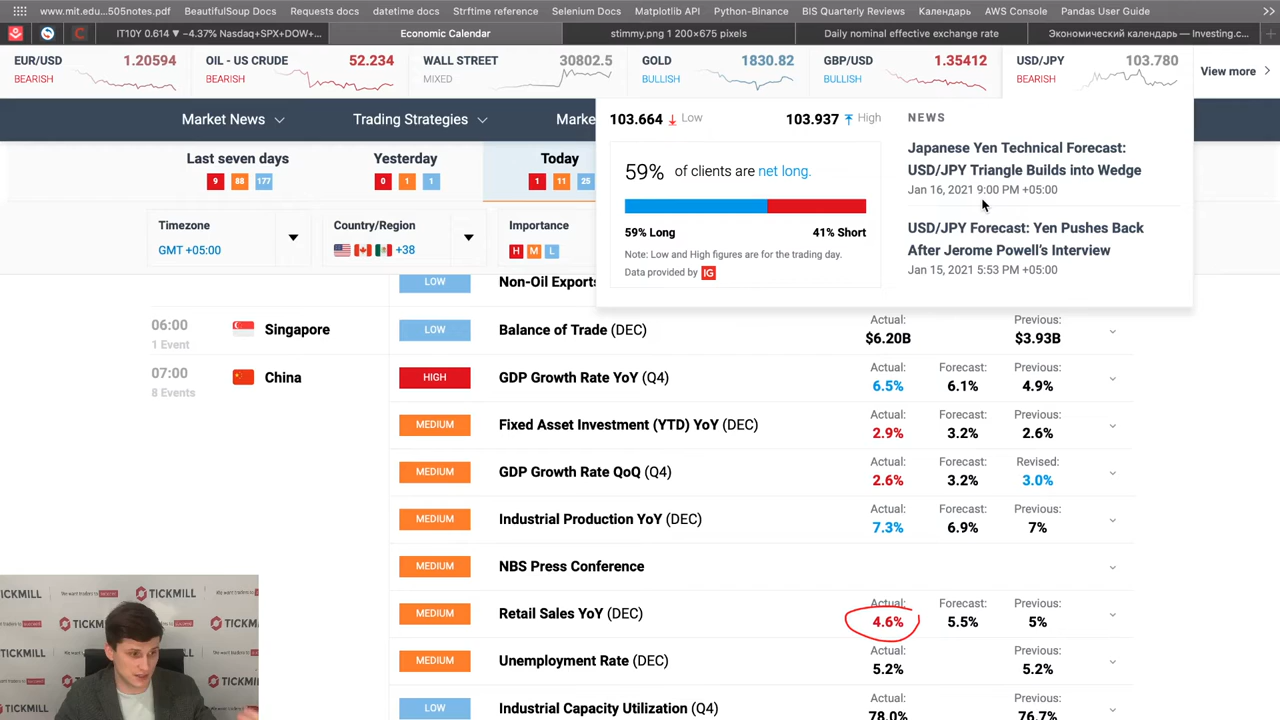 www.mit.edu...505notes.pdf BeautifulSoup Docs Requests docs datetime docs Strftime reference Selenium Docs Matplotlib API Python-Binance BIS Quarterly Reviews Календарь AWS Console Pandas User Guide
IT10Y 0.614 ▼ −4.37% Nasdaq+SPX+DOW+... Economic Calendar stimmy.png 1 200×675 pixels Daily nominal effective exchange rate Экономический календарь — Investing.c...
EUR/USD 1.20594 OIL - US CRUDE 52.234 WALL STREET 30802.5 GOLD 1830.82 GBP/USD 1.35412 USD/JPY 103.780
BEARISH BEARISH MIXED BULLISH BULLISH BEARISH View more
Market News Trading Strategies Marke
103.664 Low 103.937 High NEWS
59% of clients are net long.
59% Long 41% Short
Note: Low and High figures are for the trading day.
Data provided by IG
Japanese Yen Technical Forecast:
USD/JPY Triangle Builds into Wedge
Jan 16, 2021 9:00 PM +05:00
USD/JPY Forecast: Yen Pushes Back
After Jerome Powell’s Interview
Jan 15, 2021 5:53 PM +05:00
Last seven days Yesterday Today
9 88 177 0 1 1 1 11 25
Timezone Country/Region Importance
GMT +05:00 +38 H M L
LOW Non-Oil Exports
06:00 Singapore LOW Balance of Trade (DEC) Actual: $6.20B Previous: $3.93B
1 Event
07:00 China HIGH GDP Growth Rate YoY (Q4) Actual: 6.5% Forecast: 6.1% Previous: 4.9%
8 Events
MEDIUM Fixed Asset Investment (YTD) YoY (DEC) Actual: 2.9% Forecast: 3.2% Previous: 2.6%
MEDIUM GDP Growth Rate QoQ (Q4) Actual: 2.6% Forecast: 3.2% Revised: 3.0%
MEDIUM Industrial Production YoY (DEC) Actual: 7.3% Forecast: 6.9% Previous: 7%
MEDIUM NBS Press Conference
MEDIUM Retail Sales YoY (DEC) Actual: 4.6% Forecast: 5.5% Previous: 5%
MEDIUM Unemployment Rate (DEC) Actual: 5.2% Previous: 5.2%
LOW Industrial Capacity Utilization (Q4) Actual: 78.0% Previous: 76.7%
TICKMILL
TICKMILL
TICKMILL
TICKMILL
TICKMILL
TICKMILL